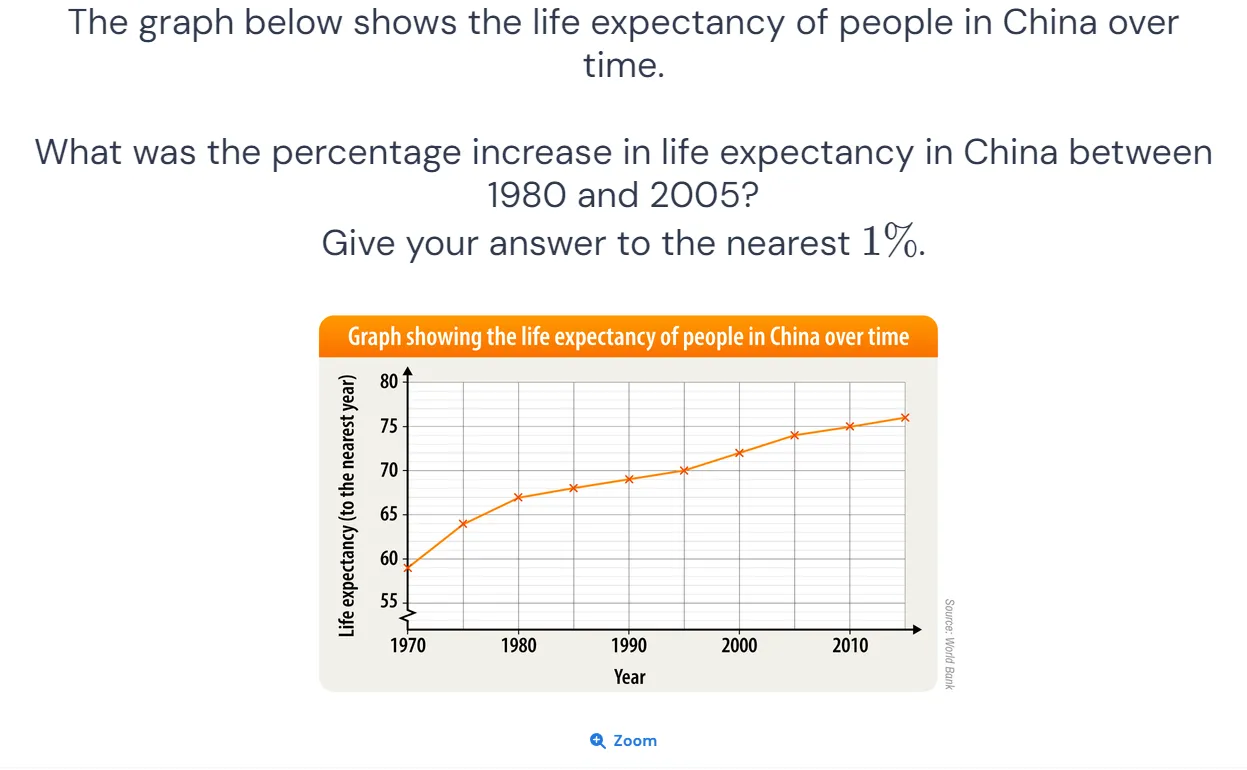 The graph below shows the life expectancy of people in China over
time.
What was the percentage increase in life expectancy in China between
1980 and 2005?
Give your answer to the nearest 1%.
Graph showing the life expectancy of people in China over time
Life expectancy (to the nearest year)
80
75
70
65
60
55
1970 1980 1990 2000 2010
Year
Source: World Bank
Zoom